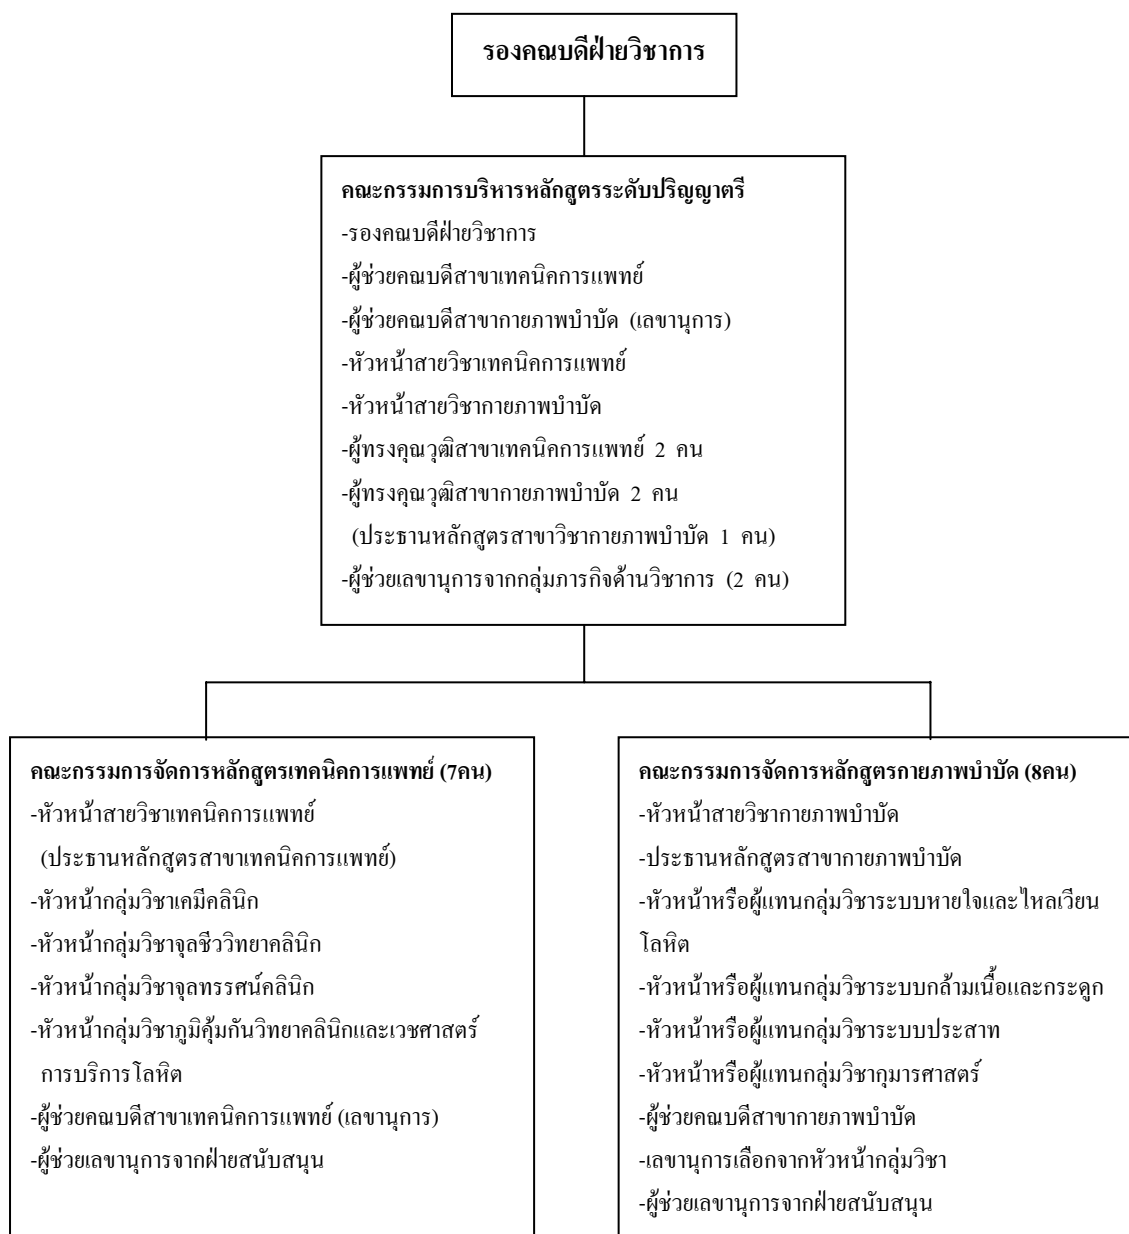 รองคณบดีฝ่ายวิชาการ
คณะกรรมการบริหารหลักสูตรระดับปริญญาตรี
-รองคณบดีฝ่ายวิชาการ
-ผู้ช่วยคณบดีสาขาเทคนิคการแพทย์
-ผู้ช่วยคณบดีสาขากายภาพบำบัด (เลขานุการ)
-หัวหน้าสายวิชาเทคนิคการแพทย์
-หัวหน้าสายวิชากายภาพบำบัด
-ผู้ทรงคุณวุฒิสาขาเทคนิคการแพทย์ 2 คน
-ผู้ทรงคุณวุฒิสาขากายภาพบำบัด 2 คน
(ประธานหลักสูตรสาขาวิชากายภาพบำบัด 1 คน)
-ผู้ช่วยเลขานุการจากกลุ่มภารกิจด้านวิชาการ (2 คน)
คณะกรรมการจัดการหลักสูตรเทคนิคการแพทย์ (7คน)
-หัวหน้าสายวิชาเทคนิคการแพทย์
(ประธานหลักสูตรสาขาเทคนิคการแพทย์)
-หัวหน้ากลุ่มวิชาเคมีคลินิก
-หัวหน้ากลุ่มวิชาจุลชีววิทยาคลินิก
-หัวหน้ากลุ่มวิชาจุลทรรศน์คลินิก
-หัวหน้ากลุ่มวิชาภูมิคุ้มกันวิทยาคลินิกและเวชศาสตร์
การบริการโลหิต
-ผู้ช่วยคณบดีสาขาเทคนิคการแพทย์ (เลขานุการ)
-ผู้ช่วยเลขานุการจากฝ่ายสนับสนุน
คณะกรรมการจัดการหลักสูตรกายภาพบำบัด (8คน)
-หัวหน้าสายวิชากายภาพบำบัด
-ประธานหลักสูตรสาขากายภาพบำบัด
-หัวหน้าหรือผู้แทนกลุ่มวิชาระบบหายใจและไหลเวียน
โลหิต
-หัวหน้าหรือผู้แทนกลุ่มวิชาระบบกล้ามเนื้อและกระดูก
-หัวหน้าหรือผู้แทนกลุ่มวิชาระบบประสาท
-หัวหน้าหรือผู้แทนกลุ่มวิชากุมารศาสตร์
-ผู้ช่วยคณบดีสาขากายภาพบำบัด
-เลขานุการเลือกจากหัวหน้ากลุ่มวิชา
-ผู้ช่วยเลขานุการจากฝ่ายสนับสนุน